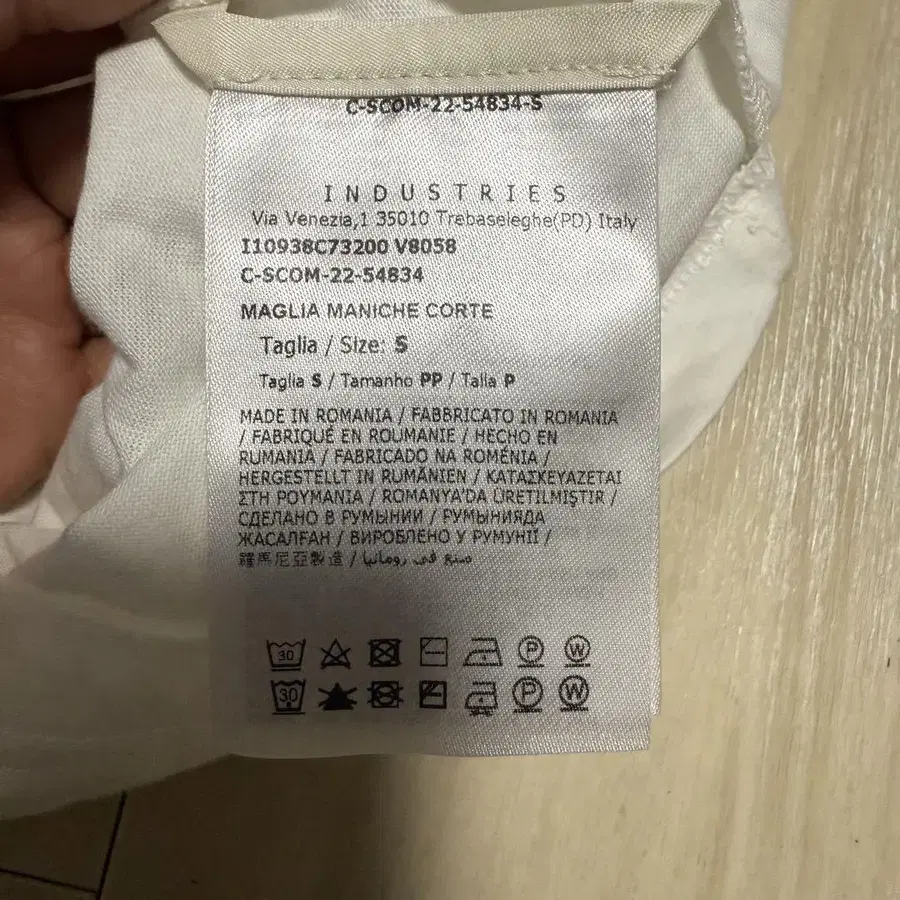 C-SCOM-22-54834-S
INDUSTRIES
Via Venezia,1 35010 Trebaseleghe(PD) Italy
I10938C73200 V8058
C-SCOM-22-54834
MAGLIA MANICHE CORTE
Taglia / Size: S
Taglia S / Tamanho PP / Talla P
MADE IN ROMANIA / FABBRICATO IN ROMANIA
/ FABRIQUÉ EN ROUMANIE / HECHO EN
RUMANIA / FABRICADO NA ROMÉNIA /
HERGESTELLT IN RUMÄNIEN / ΚΑΤΑΣΚΕΥΑΖΕΤΑΙ
ΣΤΗ ΡΟΥΜΑΝΙΑ / ROMANYA'DA ÜRETILMIŞTIR /
СДЕЛАНО В РУМЫНИИ / РУМЫНИЯДА
ЖАСАЛҒАН / ВИРОБЛЕНО У РУМУНІЇ /
羅馬尼亞製造 / صنع في رومانيا
30 P W
30 P W